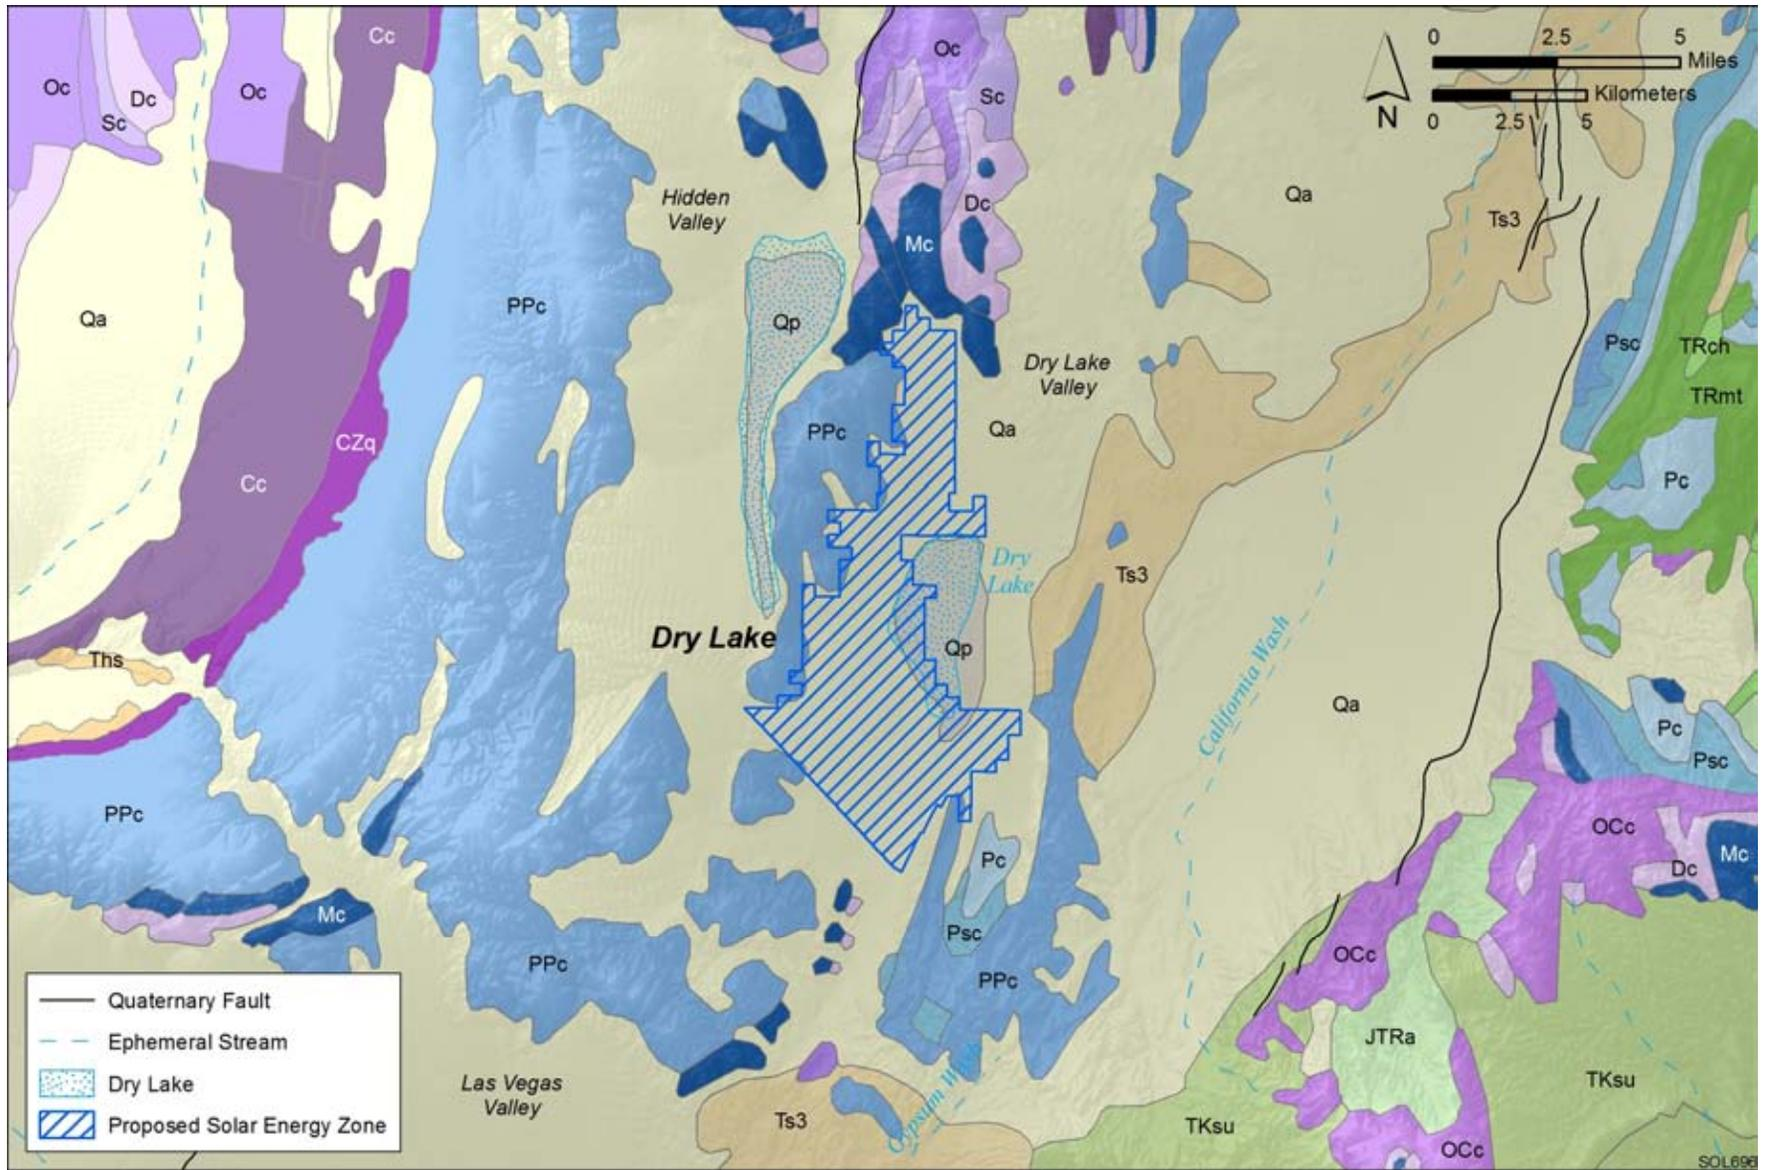 Cc
Oc
0
2.5
5
Miles
Oc
Dc
Oc
Sc
Sc
Kilometers
N
0
2.5
5
Hidden
Valley
Qa
Dc
Ts3
Mc
PPc
Qa
Qp
Psc
TRch
Dry Lake
Valley
TRmt
CZq
PPc
Qa
Cc
Pc
Dry
Lake
Ts3
Dry Lake
Qp
Ths
California Wash
Qa
Pc
Psc
PPc
OCc
Pc
Dc
Mc
Mc
Psc
OCc
PPc
PPc
Quaternary Fault
Ephemeral Stream
Dry Lake
Proposed Solar Energy Zone
JTRa
TKsu
Las Vegas
Valley
Gypsum Wash
Ts3
TKsu
OCc